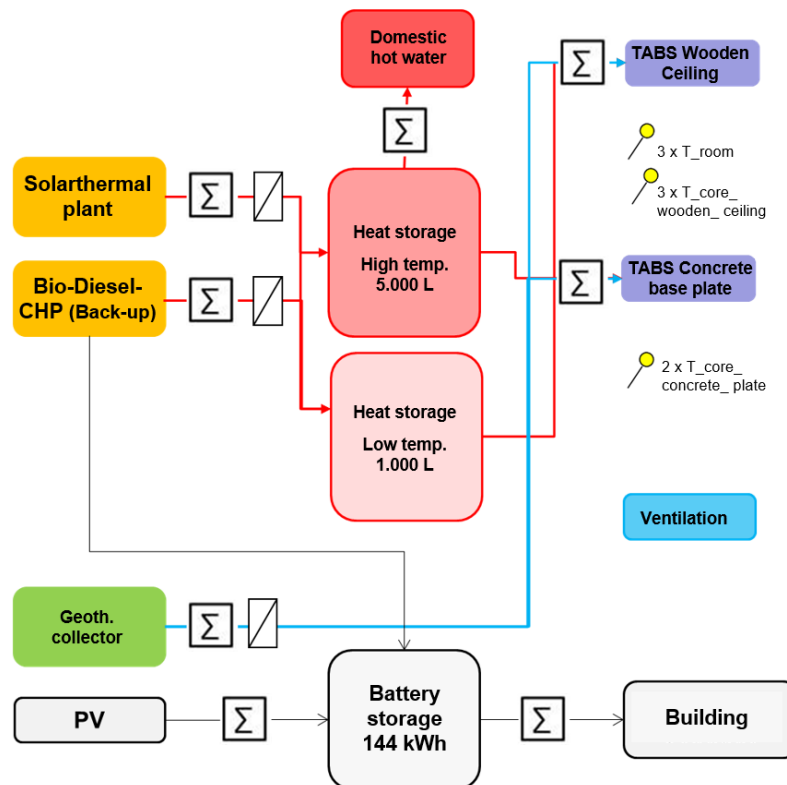 Domestic
hot water
Σ
TABS Wooden
Ceiling
Σ
3 x T_room
3 x T_core_
wooden_ ceiling
Solarthermal
plant
Σ
Heat storage
High temp.
5.000 L
Σ
TABS Concrete
base plate
Bio-Diesel-
CHP (Back-up)
Σ
2 x T_core_
concrete_ plate
Heat storage
Low temp.
1.000 L
Ventilation
Geoth.
collector
Σ
PV
Σ
Battery
storage
144 kWh
Σ
Building